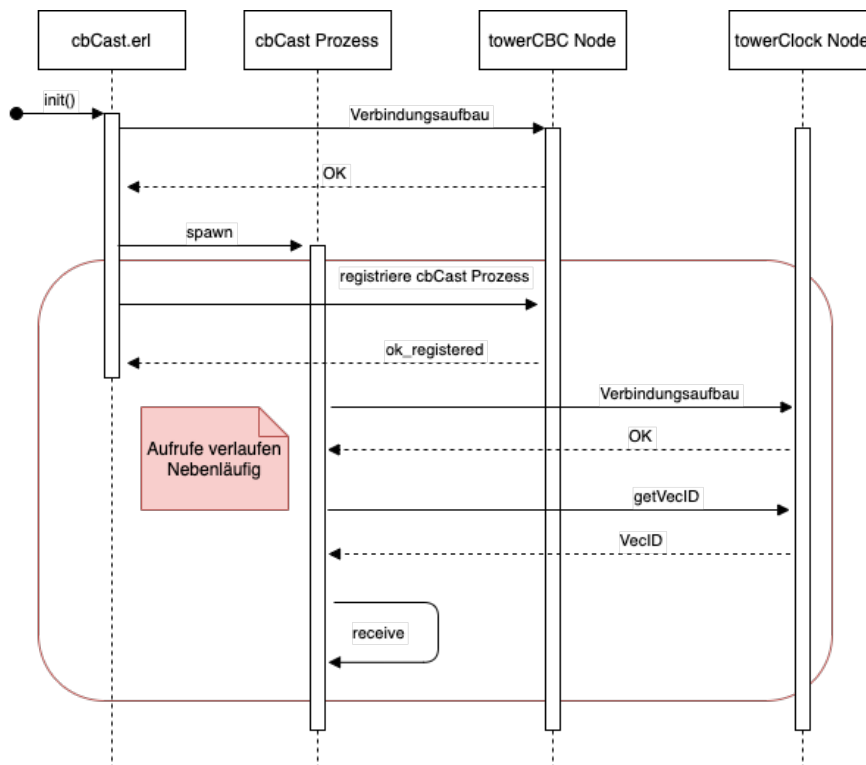 cbCast.erl
cbCast Prozess
towerCBC Node
towerClock Node
init()
Verbindungsaufbau
OK
spawn
registriere cbCast Prozess
ok_registered
Verbindungsaufbau
Aufrufe verlaufen
Nebenläufig
OK
getVecID
VecID
receive